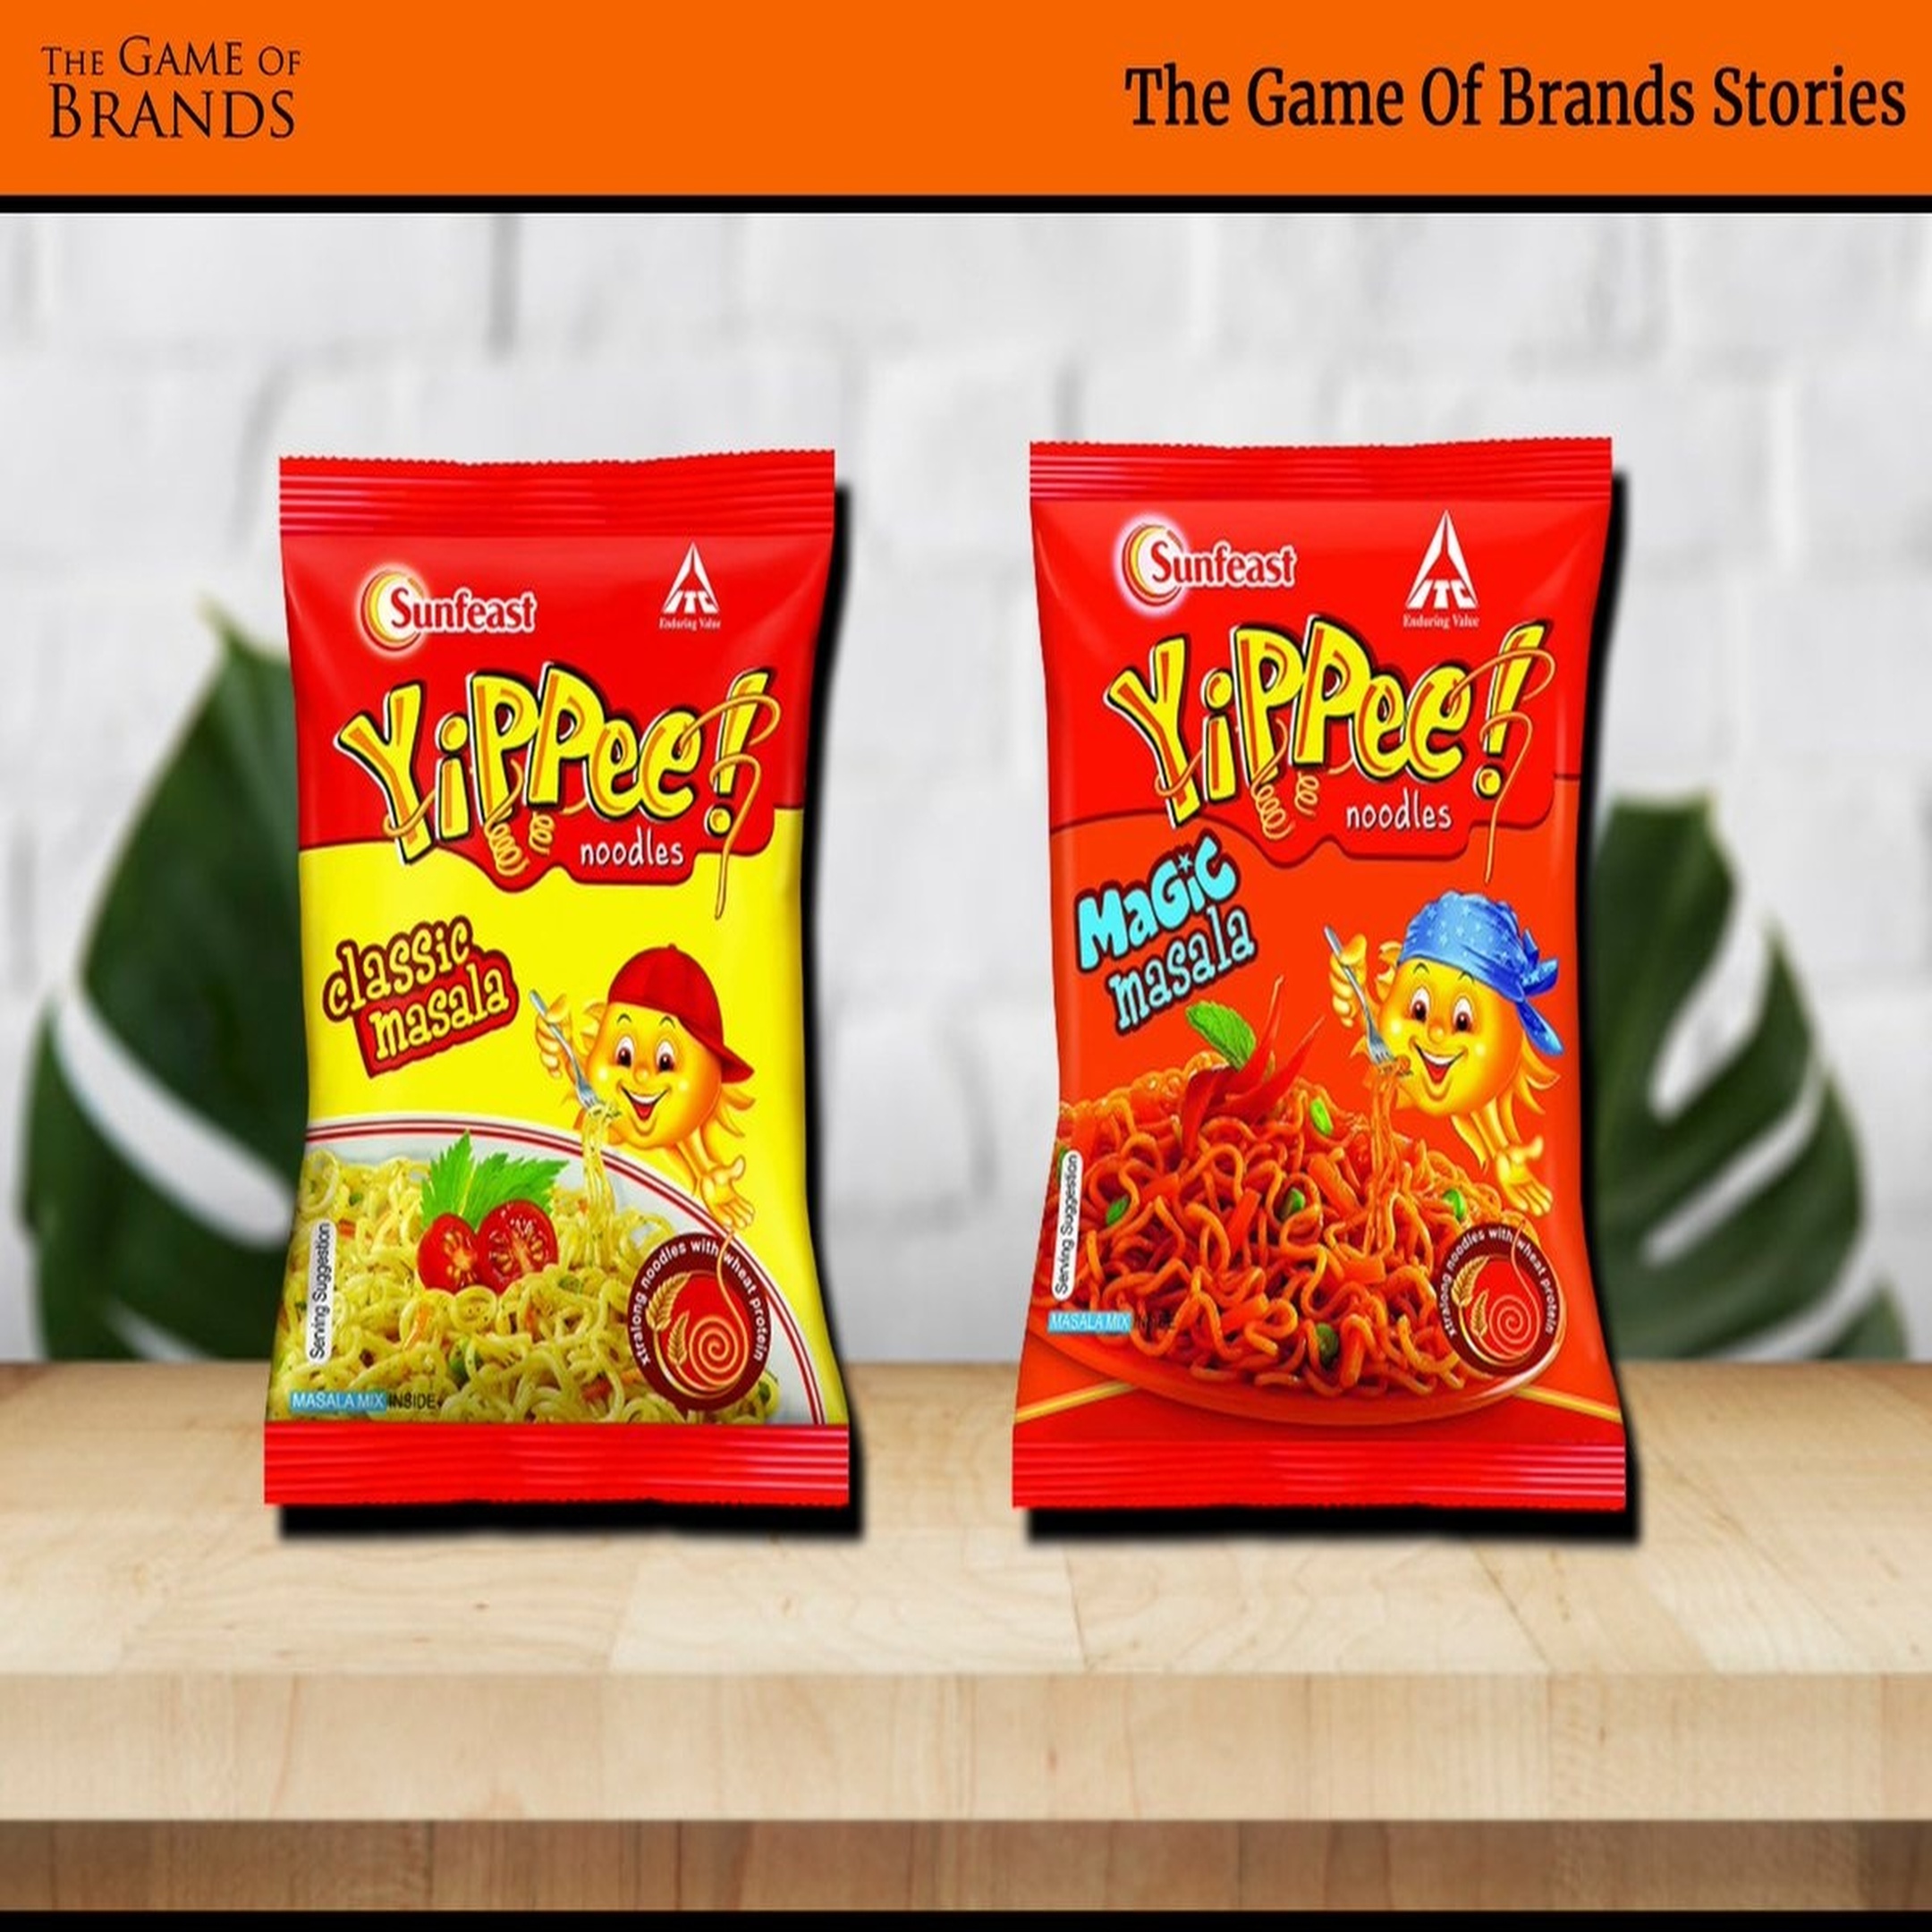 THE GAME OF
BRANDS
The Game Of Brands Stories
Sunfeast
ITC
Enduring Value
YiPPee!
noodles
classic
masala
Serving Suggestion
xtralong noodles with wheat protein
MASALA MIX INSIDE
Sunfeast
ITC
Enduring Value
YiPPee!
noodles
MaGiC
masala
Serving Suggestion
xtralong noodles with wheat protein
MASALA MIX INSIDE